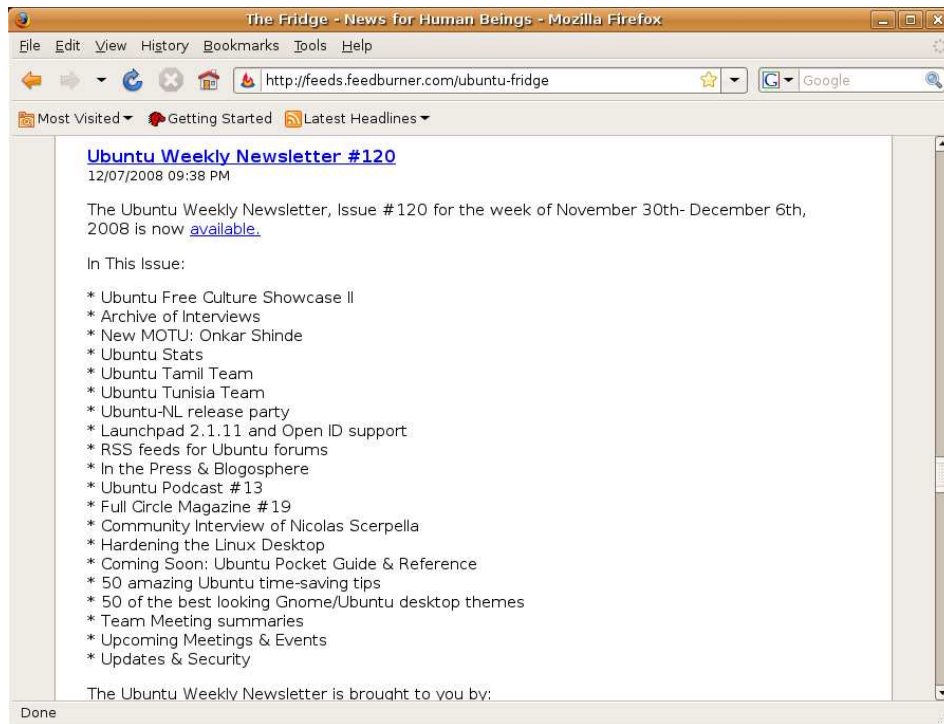 The Fridge - News for Human Beings - Mozilla Firefox
File Edit View History Bookmarks Tools Help
http://feeds.feedburner.com/ubuntu-fridge
G Google
Most Visited Getting Started Latest Headlines
Ubuntu Weekly Newsletter #120
12/07/2008 09:38 PM
The Ubuntu Weekly Newsletter, Issue #120 for the week of November 30th- December 6th,
2008 is now available.
In This Issue:
* Ubuntu Free Culture Showcase II
* Archive of Interviews
* New MOTU: Onkar Shinde
* Ubuntu Stats
* Ubuntu Tamil Team
* Ubuntu Tunisia Team
* Ubuntu-NL release party
* Launchpad 2.1.11 and Open ID support
* RSS feeds for Ubuntu forums
* In the Press & Blogosphere
* Ubuntu Podcast #13
* Full Circle Magazine #19
* Community Interview of Nicolas Scerpella
* Hardening the Linux Desktop
* Coming Soon: Ubuntu Pocket Guide & Reference
* 50 amazing Ubuntu time-saving tips
* 50 of the best looking Gnome/Ubuntu desktop themes
* Team Meeting summaries
* Upcoming Meetings & Events
* Updates & Security
The Ubuntu Weekly Newsletter is brought to you by:
Done